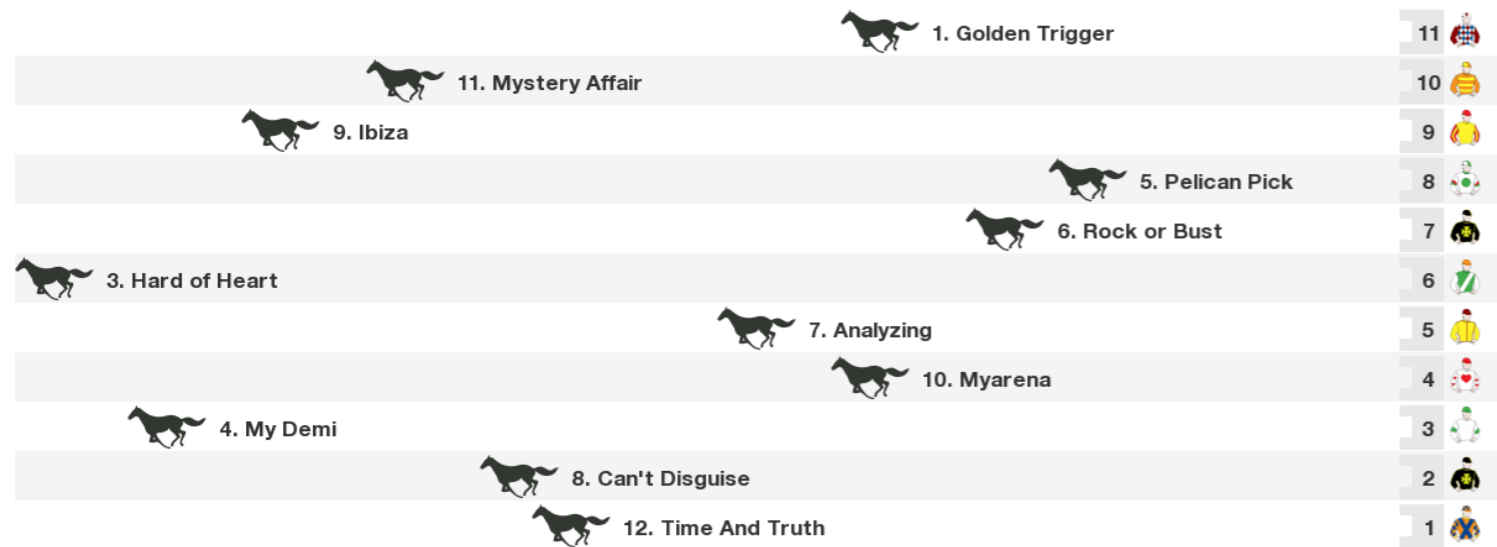 1. Golden Trigger 11
11. Mystery Affair 10
9. Ibiza 9
5. Pelican Pick 8
6. Rock or Bust 7
3. Hard of Heart 6
7. Analyzing 5
10. Myarena 4
4. My Demi 3
8. Can't Disguise 2
12. Time And Truth 1